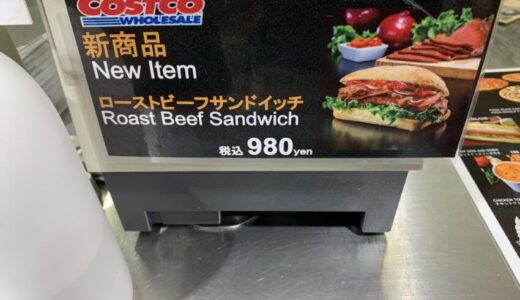 COSTCO
WHOLESALE
新商品
New Item
ローストビーフサンドイッチ
Roast Beef Sandwich
税込 980yen